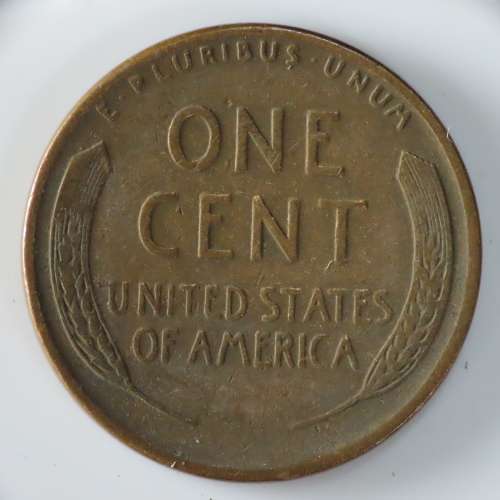 E·PLURIBUS·UNUM
ONE
CENT
UNITED STATES
OF AMERICA